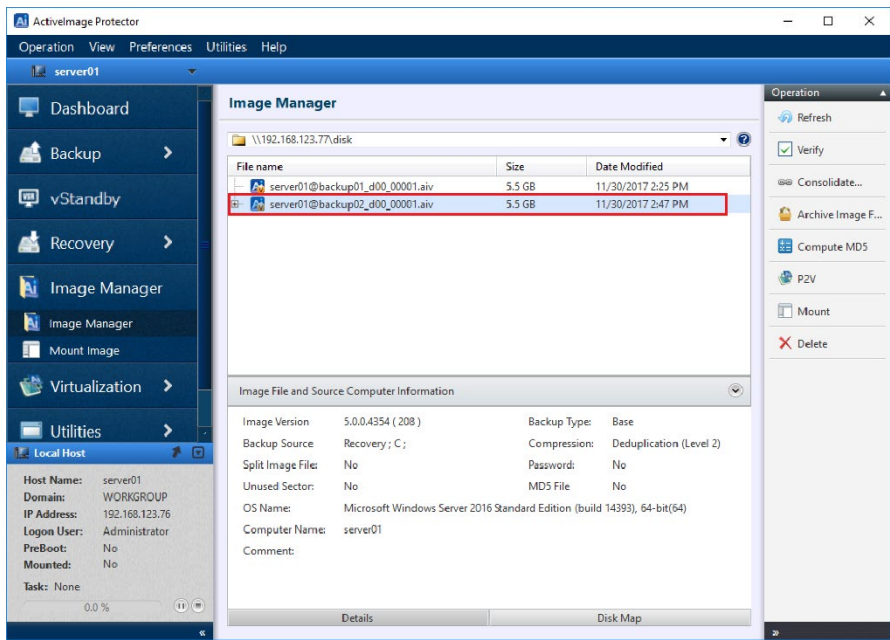 ActiveImage Protector
Operation View Preferences Utilities Help
server01
Dashboard
Backup
vStandby
Recovery
Image Manager
Image Manager
Mount Image
Virtualization
Utilities
Local Host
Host Name: server01
Domain: WORKGROUP
IP Address: 192.168.123.76
Logon User: Administrator
PreBoot: No
Mounted: No
Task: None
0.0 %
Image Manager
\\192.168.123.77\disk
File name Size Date Modified
server01@backup01_d00_00001.aiv 5.5 GB 11/30/2017 2:25 PM
server01@backup02_d00_00001.aiv 5.5 GB 11/30/2017 2:47 PM
Image File and Source Computer Information
Image Version 5.0.0.4354 ( 208 ) Backup Type: Base
Backup Source Recovery ; C ; Compression: Deduplication (Level 2)
Split Image File: No Password: No
Unused Sector: No MD5 File No
OS Name: Microsoft Windows Server 2016 Standard Edition (build 14393), 64-bit(64)
Computer Name: server01
Comment:
Details Disk Map
Operation
Refresh
Verify
Consolidate...
Archive Image F...
Compute MD5
P2V
Mount
Delete